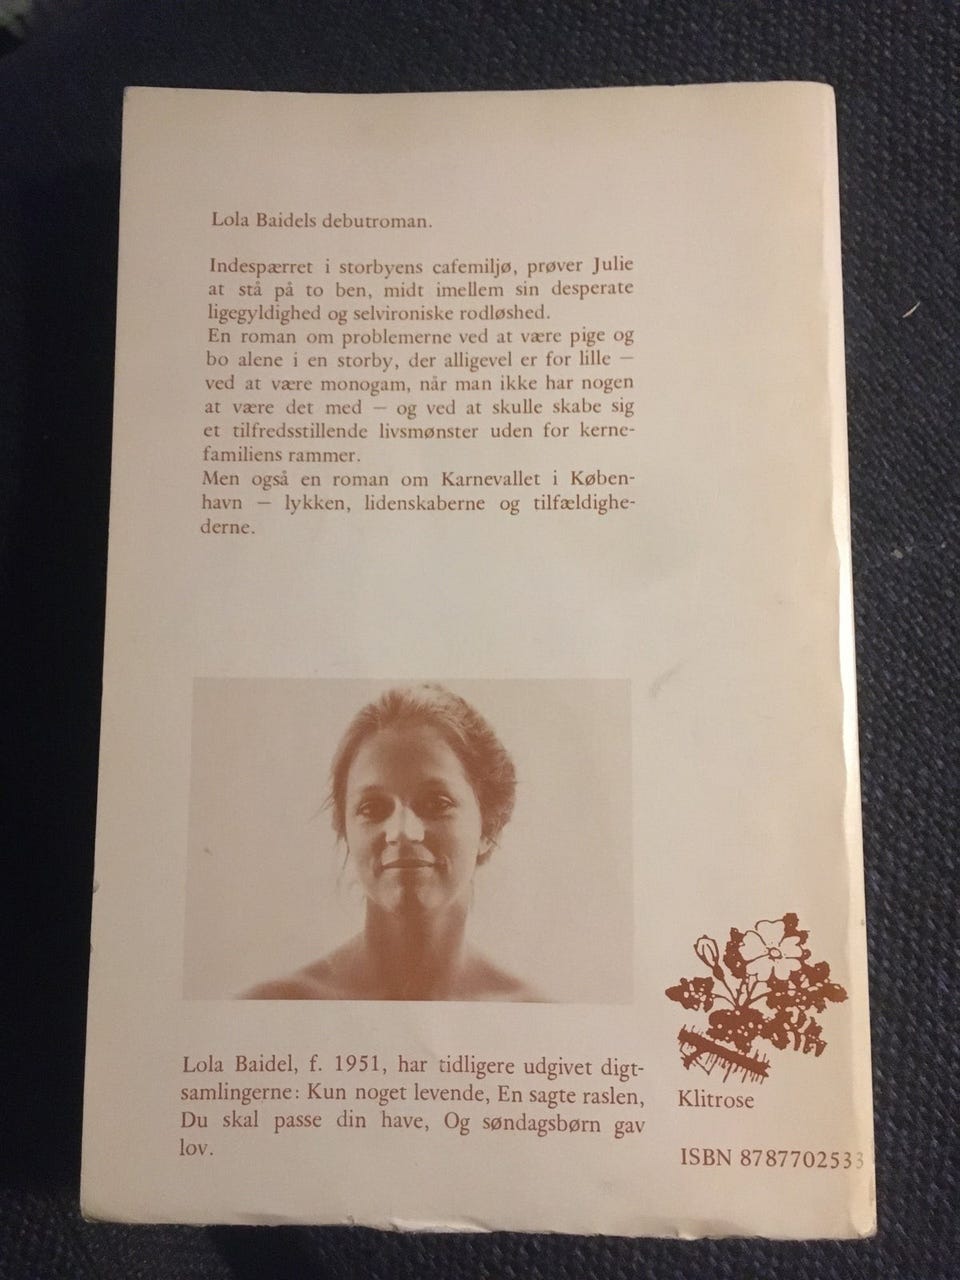 Lola Baidels debutroman.
Indespærret i storbyens cafemiljø, prøver Julie
at stå på to ben, midt imellem sin desperate
ligegyldighed og selvironiske rodløshed.
En roman om problemerne ved at være pige og
bo alene i en storby, der alligevel er for lille —
ved at være monogam, når man ikke har nogen
at være det med — og ved at skulle skabe sig
et tilfredsstillende livsmønster uden for kerne-
familiens rammer.
Men også en roman om Karnevallet i Køben-
havn — lykken, lidenskaberne og tilfældighe-
derne.
Lola Baidel, f. 1951, har tidligere udgivet digt-
samlingerne: Kun noget levende, En sagte raslen,
Du skal passe din have, Og søndagsbørn gav
lov.
Klitrose
ISBN 8787702533